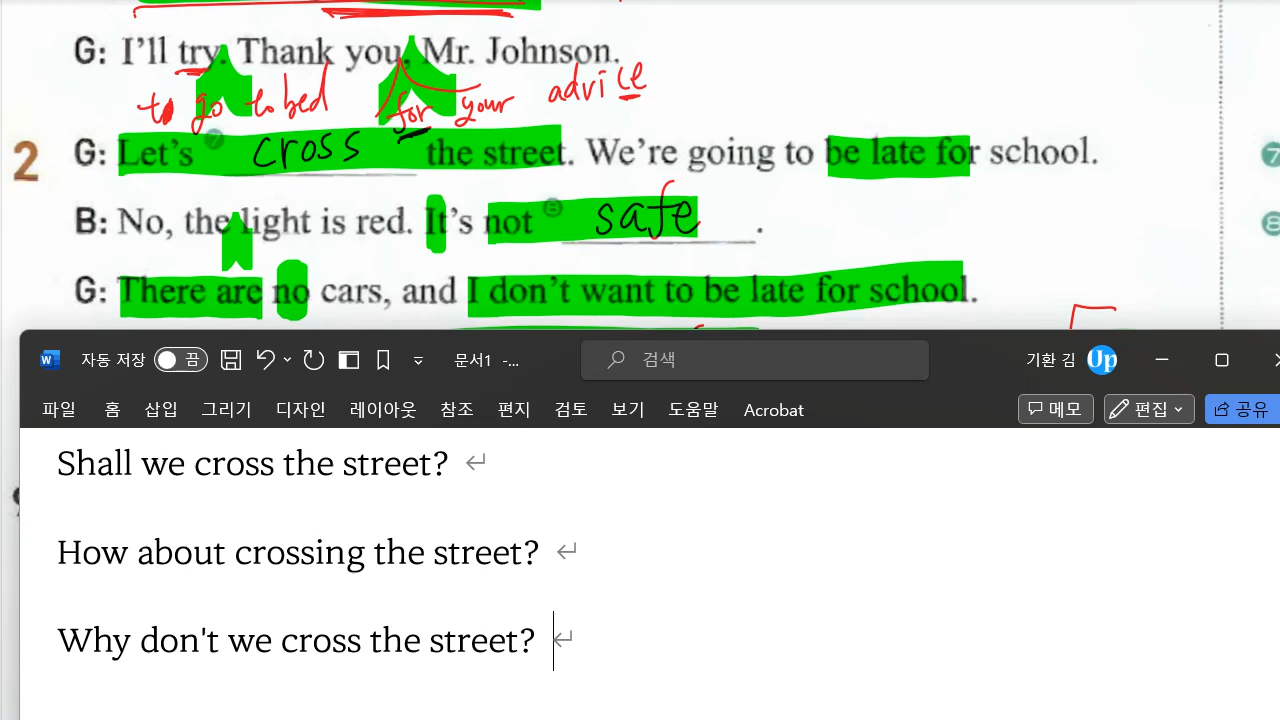 G: I'll try. Thank you, Mr. Johnson.
to go to bed for your advice
2 G: Let's ⑦ cross the street. We're going to be late for school. ⑦
B: No, the light is red. It's not ⑧ safe. ⑧
G: There are no cars, and I don't want to be late for school.
자동 저장 끔 문서1 -... 검색 기환 김 Up
파일 홈 삽입 그리기 디자인 레이아웃 참조 편지 검토 보기 도움말 Acrobat 메모 편집 공유
Shall we cross the street?
How about crossing the street?
Why don't we cross the street?